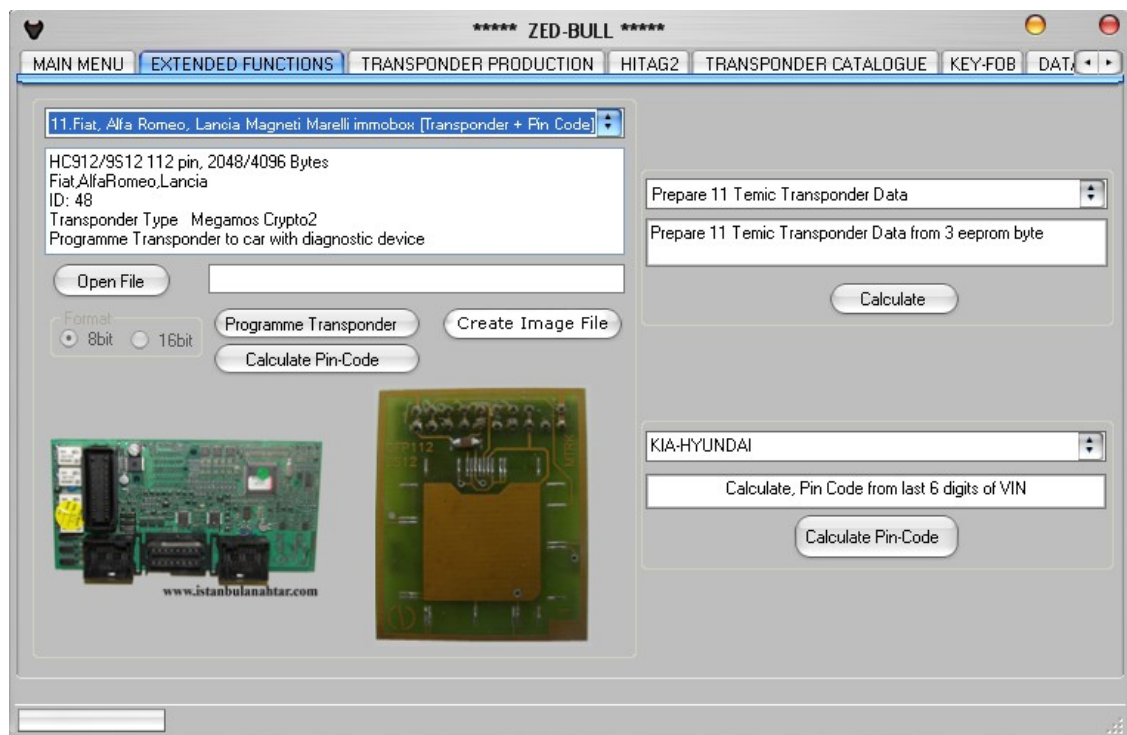 ***** ZED-BULL *****
MAIN MENU EXTENDED FUNCTIONS TRANSPONDER PRODUCTION HITAG2 TRANSPONDER CATALOGUE KEY-FOB DATA
11.Fiat, Alfa Romeo, Lancia Magneti Marelli immobox [Transponder + Pin Code]
HC912/9S12 112 pin, 2048/4096 Bytes
Fiat,AlfaRomeo,Lancia
ID: 48
Transponder Type Megamos Crypto2
Programme Transponder to car with diagnostic device
Open File
Format
8bit 16bit
Programme Transponder
Create Image File
Calculate Pin-Code
112
MTRK
www.istanbulanahtar.com
Prepare 11 Temic Transponder Data
Prepare 11 Temic Transponder Data from 3 eeprom byte
Calculate
KIA-HYUNDAI
Calculate, Pin Code from last 6 digits of VIN
Calculate Pin-Code